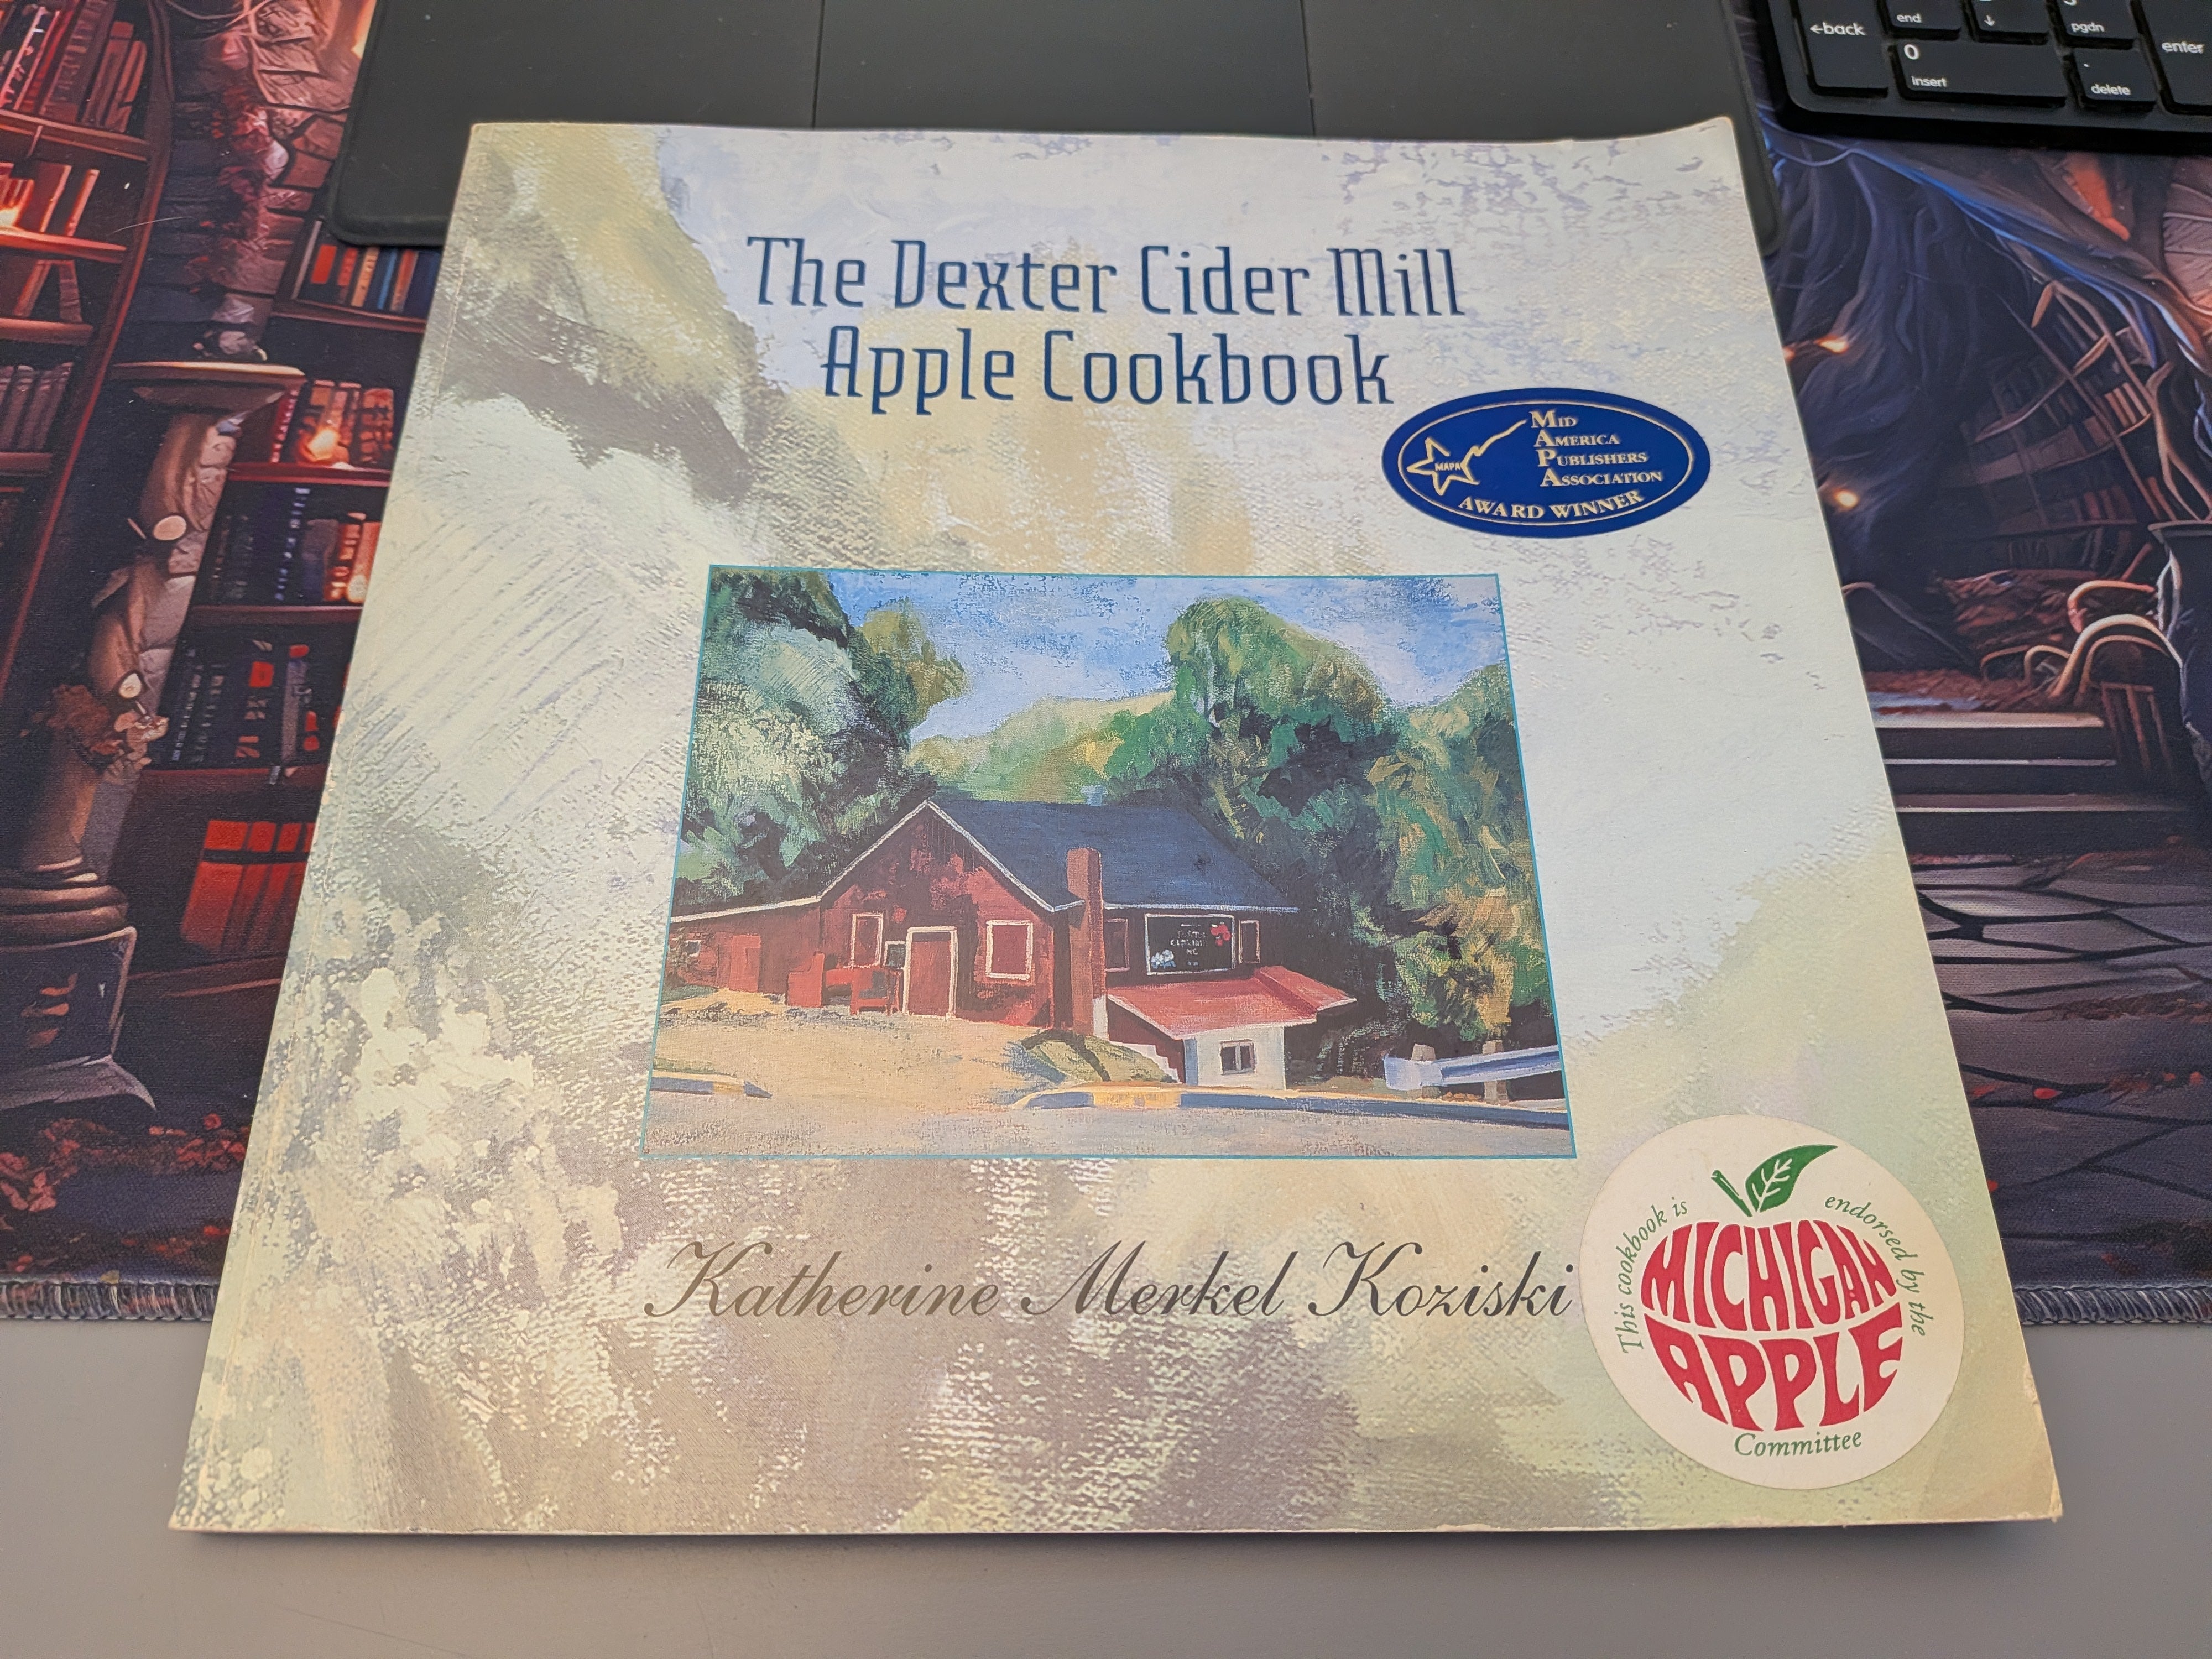 ←back
end
↓
pgdn
enter
0
insert
.
delete
The Dexter Cider Mill
Apple Cookbook
MAPA
MID
AMERICA
PUBLISHERS
ASSOCIATION
AWARD WINNER
Katherine Merkel Koziski
This cookbook is
endorsed by the
MICHIGAN
APPLE
Committee